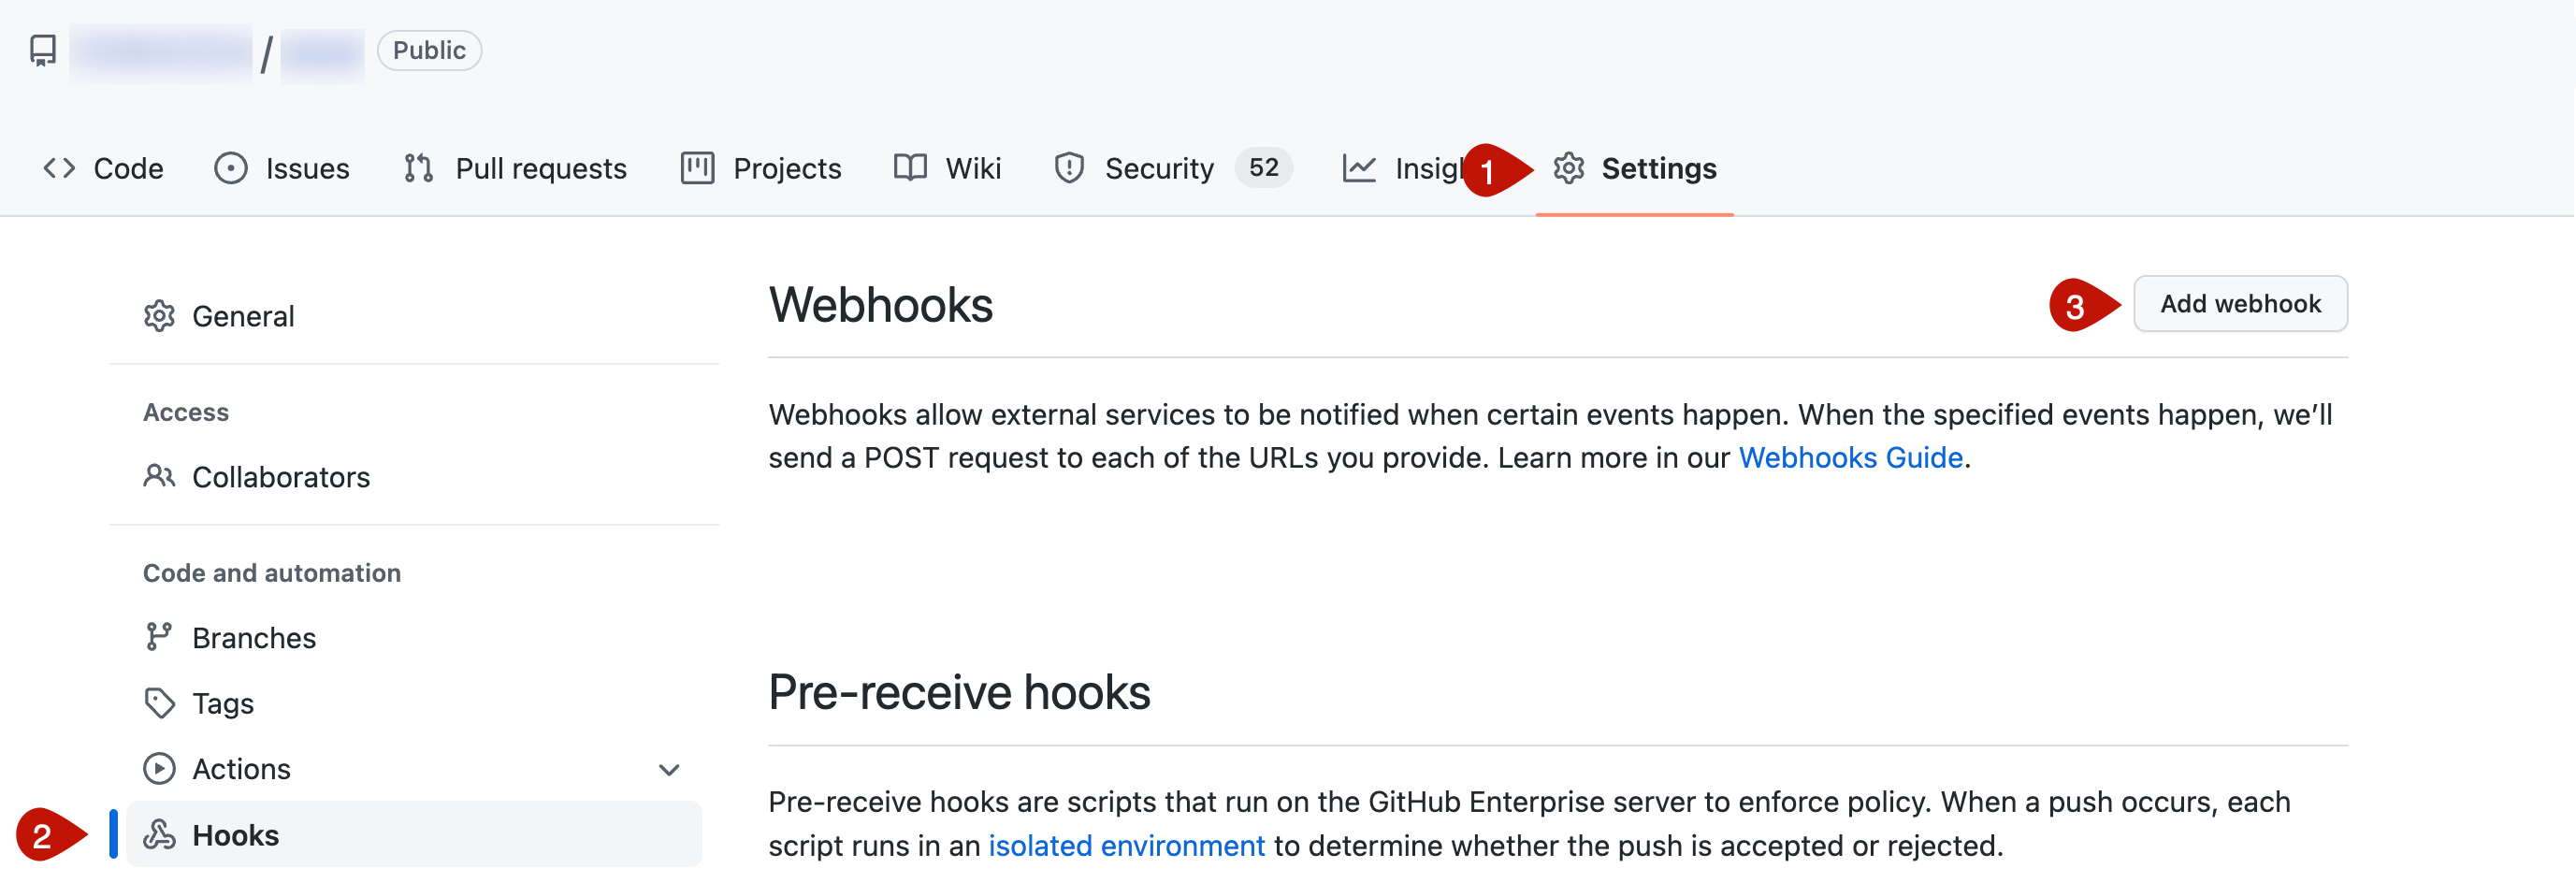 / Public
Code Issues Pull requests Projects Wiki Security 52 1 Settings
Webhooks 3 Add webhook
General
Access
Webhooks allow external services to be notified when certain events happen. When the specified events happen, we’ll
send a POST request to each of the URLs you provide. Learn more in our Webhooks Guide.
Collaborators
Code and automation
Branches
Tags
Actions
2 Hooks
Pre-receive hooks
Pre-receive hooks are scripts that run on the GitHub Enterprise server to enforce policy. When a push occurs, each
script runs in an isolated environment to determine whether the push is accepted or rejected.